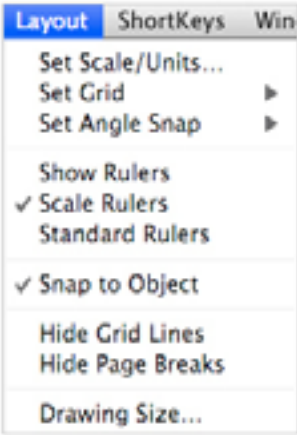 Layout ShortKeys Win
Set Scale/Units...
Set Grid
Set Angle Snap
Show Rulers
✓ Scale Rulers
Standard Rulers
✓ Snap to Object
Hide Grid Lines
Hide Page Breaks
Drawing Size...